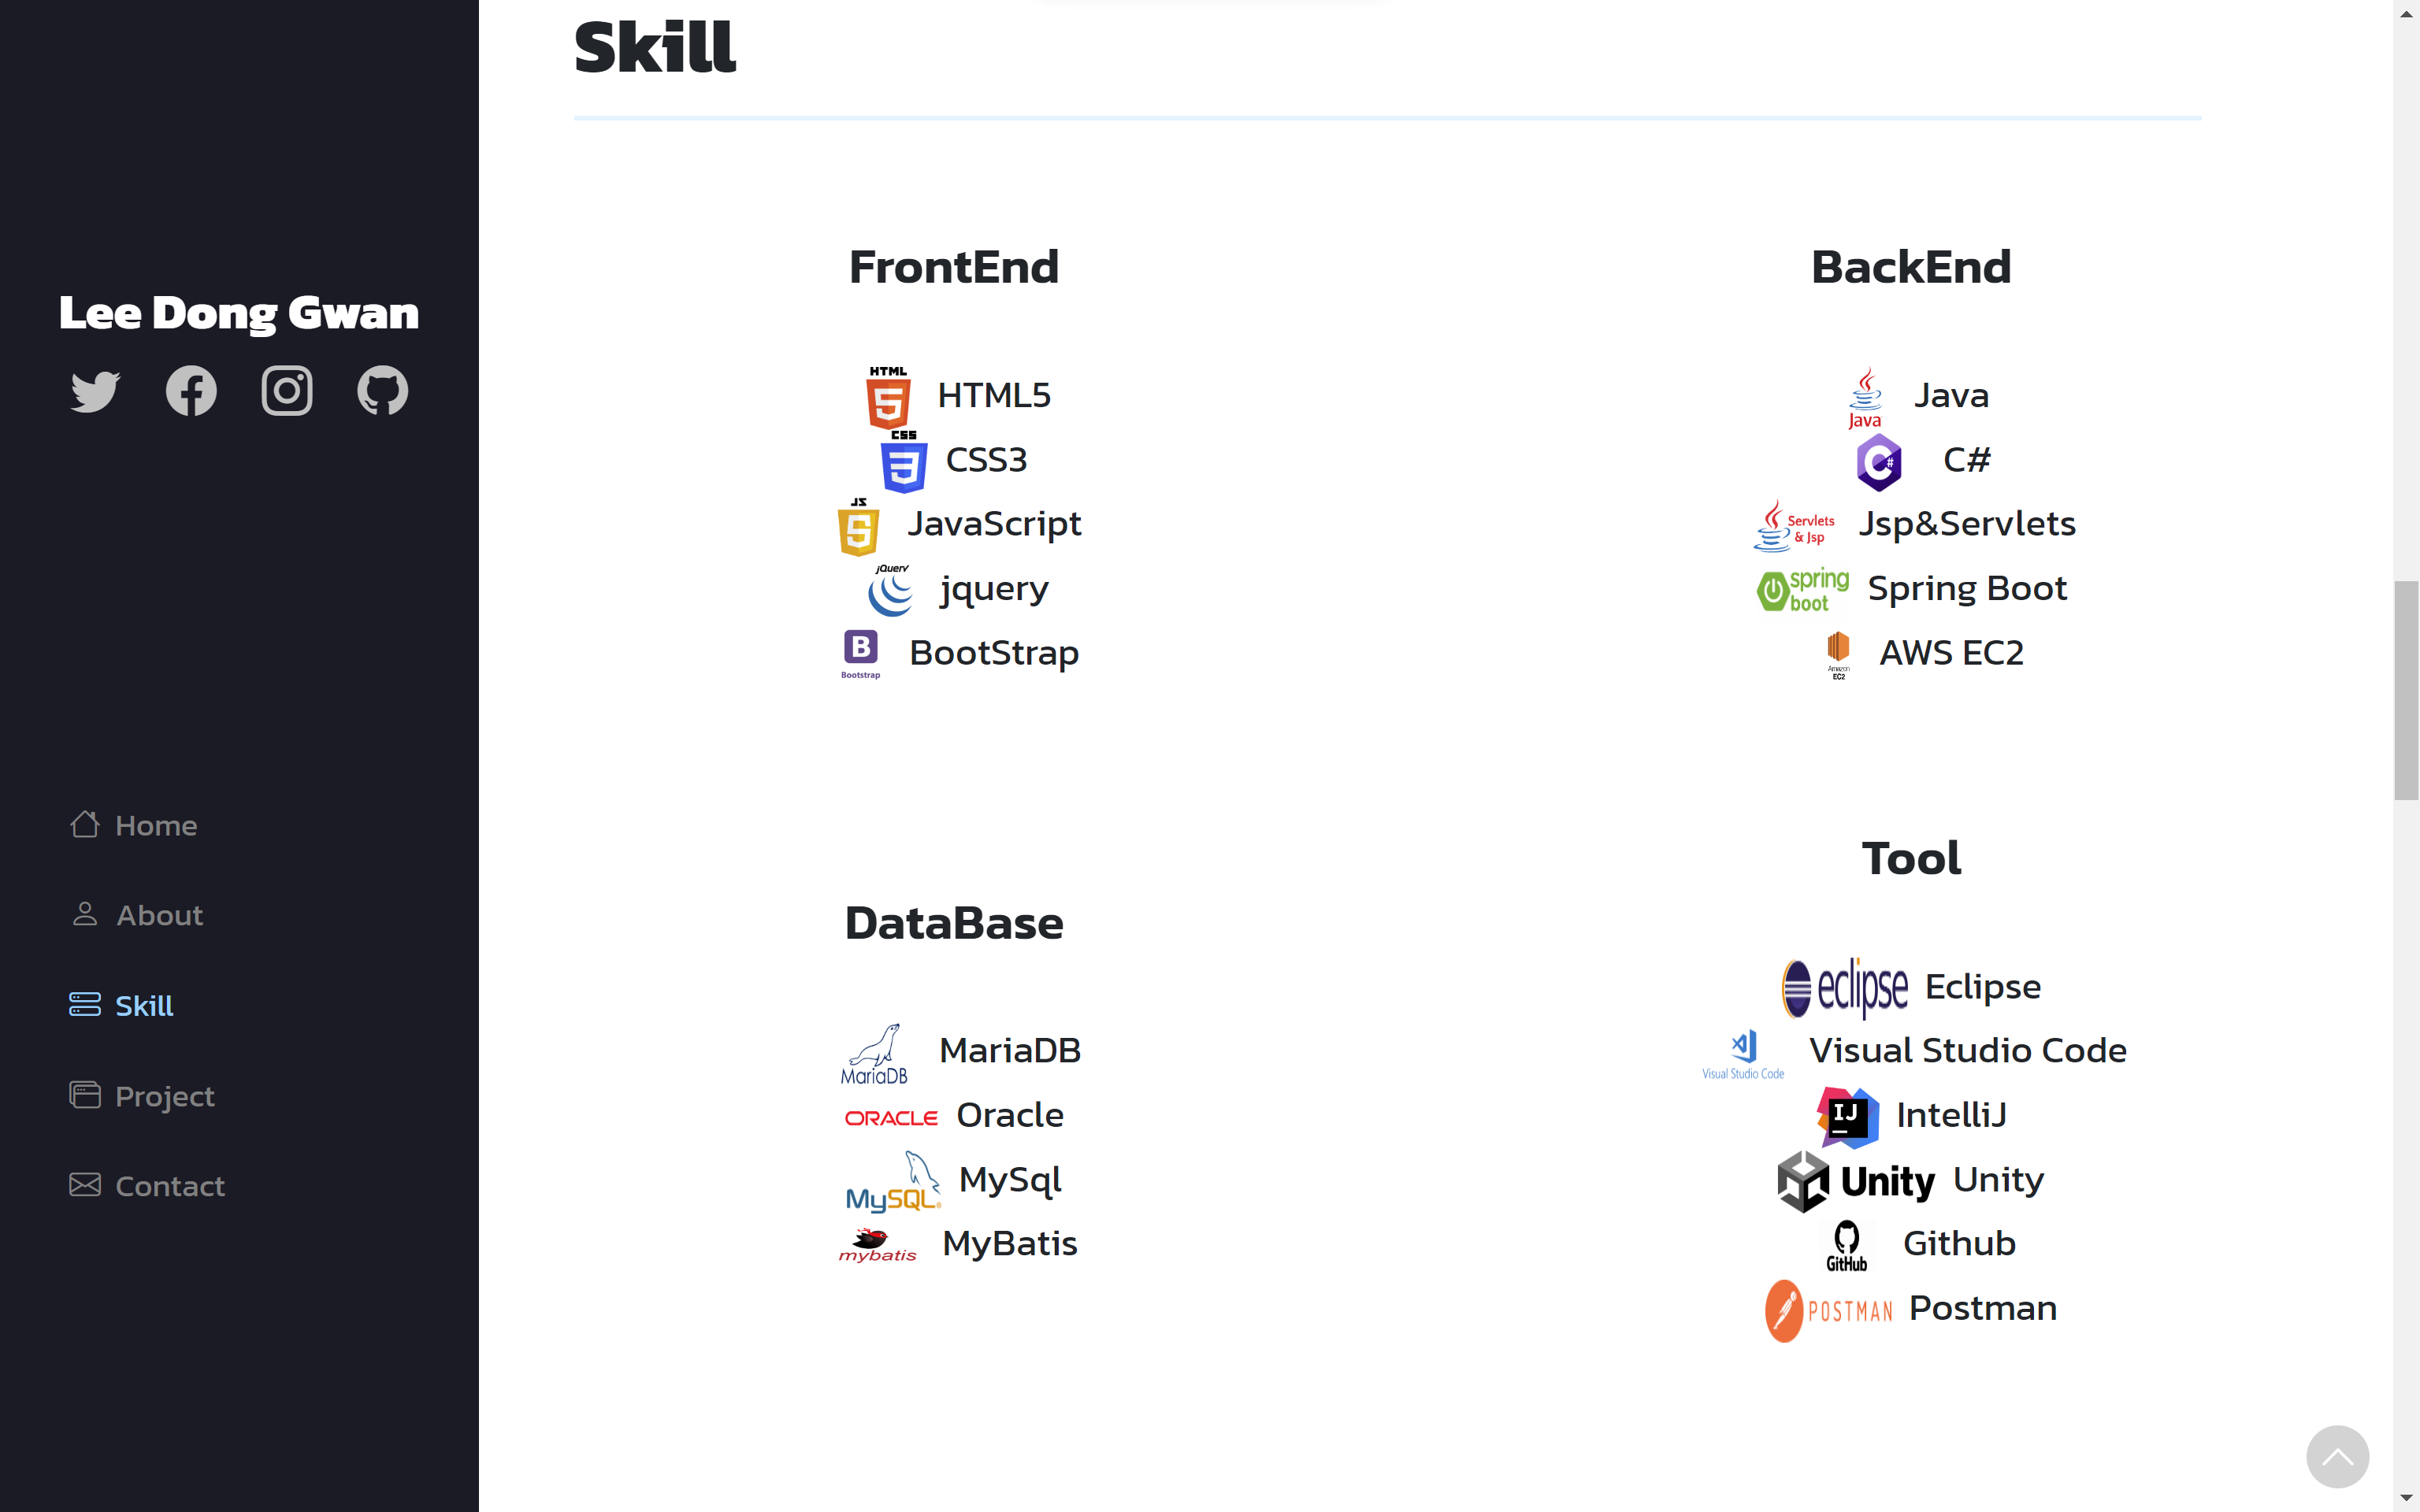 Lee Dong Gwan
Home
About
Skill
Project
Contact
Skill
FrontEnd
HTML
HTML5
CSS
CSS3
JS
JavaScript
jQuery
jquery
B
Bootstrap
BootStrap
BackEnd
Java
Java
C#
C#
Servlets
& Jsp
Jsp&Servlets
spring
boot
Spring Boot
Amazon
EC2
AWS EC2
DataBase
MariaDB
MariaDB
ORACLE
Oracle
MySQL®
MySql
mybatis
MyBatis
Tool
eclipse
Eclipse
Visual Studio Code
Visual Studio Code
IJ
IntelliJ
Unity
Unity
GitHub
Github
POSTMAN
Postman